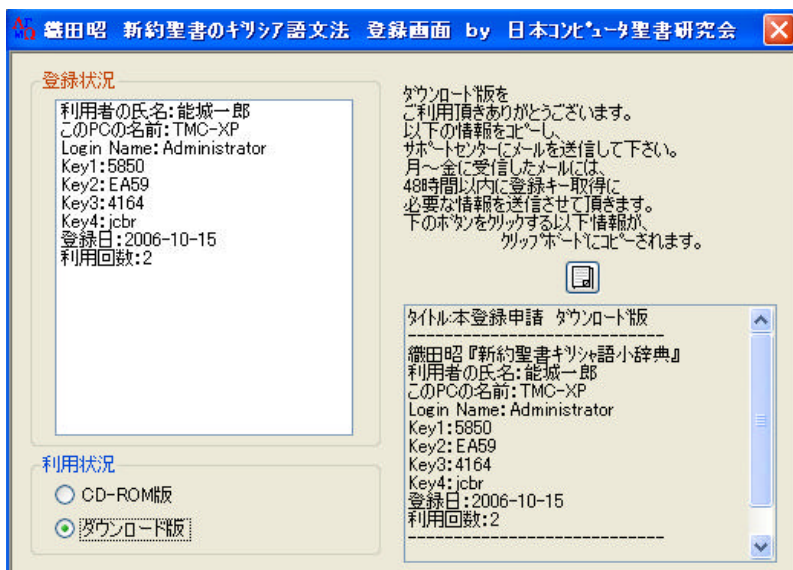 織田昭 新約聖書のｷﾞﾘｼｱ語文法 登録画面 by 日本ｺﾝﾋﾟｭｰﾀ聖書研究会
登録状況
利用者の氏名:能城一郎
このPCの名前:TMC-XP
Login Name: Administrator
Key1:5850
Key2:EA59
Key3:4164
Key4:jcbr
登録日:2006-10-15
利用回数:2
利用状況
CD-ROM版
ダウンロード版
ﾀﾞｳﾝﾛｰﾄﾞ版を
ご利用頂きありがとうございます。
以下の情報をｺﾋﾟｰし、
ｻﾎﾟｰﾄｾﾝﾀｰにﾒｰﾙを送信して下さい。
月～金に受信したﾒｰﾙには、
48時間以内に登録ｷｰ取得に
必要な情報を送信させて頂きます。
下のﾎﾞﾀﾝをｸﾘｯｸする以下情報が、
ｸﾘｯﾌﾟﾎﾞｰﾄﾞにｺﾋﾟｰされます。
ﾀｲﾄﾙ:本登録申請 ﾀﾞｳﾝﾛｰﾄﾞ版
----------------------------
織田昭『新約聖書ｷﾞﾘｼｬ語小辞典』
利用者の氏名:能城一郎
このPCの名前:TMC-XP
Login Name: Administrator
Key1:5850
Key2:EA59
Key3:4164
Key4:jcbr
登録日:2006-10-15
利用回数:2
----------------------------